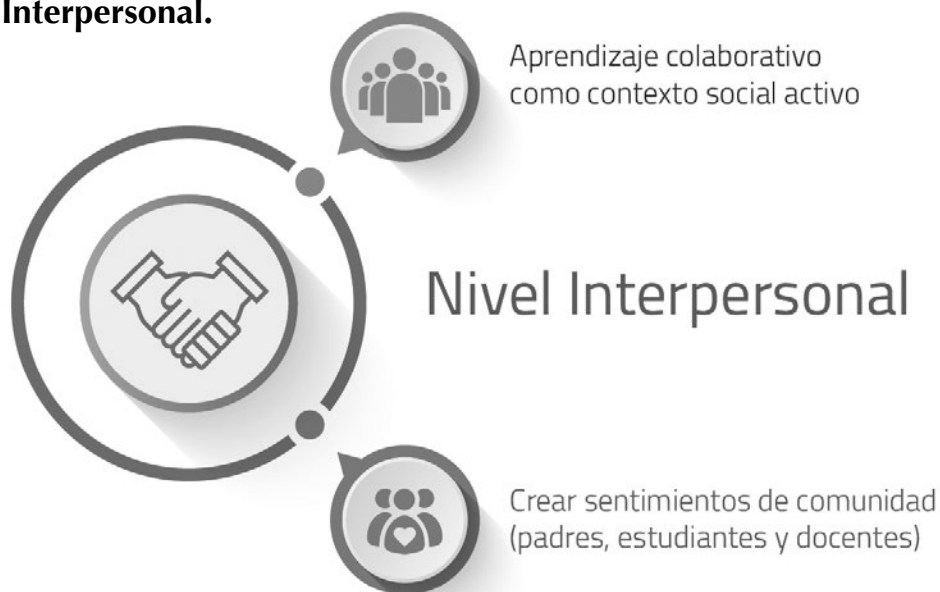 Interpersonal.
Aprendizaje colaborativo
como contexto social activo
Nivel Interpersonal
Crear sentimientos de comunidad
(padres, estudiantes y docentes)